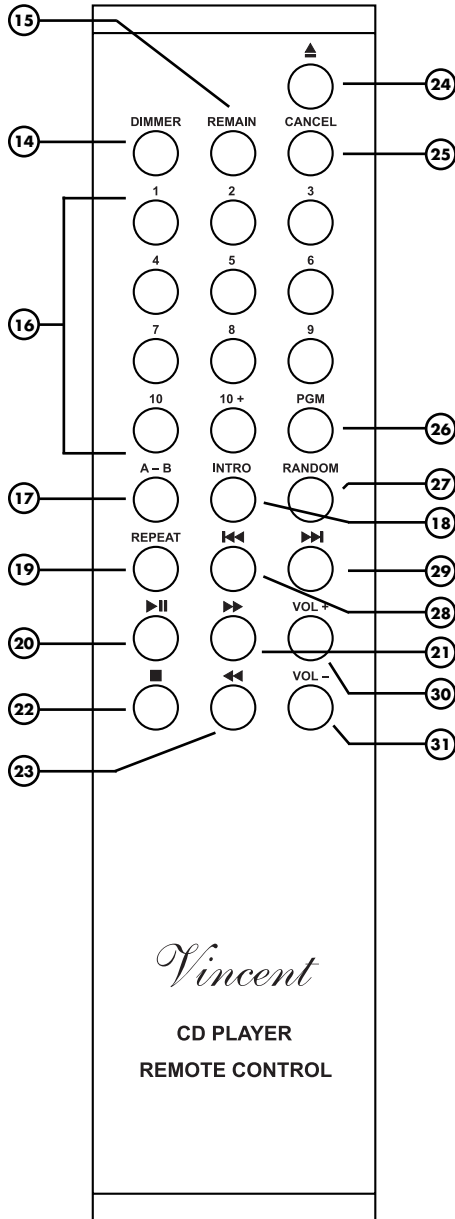 15
24
DIMMER REMAIN CANCEL
14
25
1 2 3
4 5 6
16
7 8 9
10 10 + PGM
26
A – B INTRO RANDOM
17
27
18
REPEAT
19
29
28
VOL +
20
21
30
VOL –
22
31
23
Vincent
CD PLAYER
REMOTE CONTROL